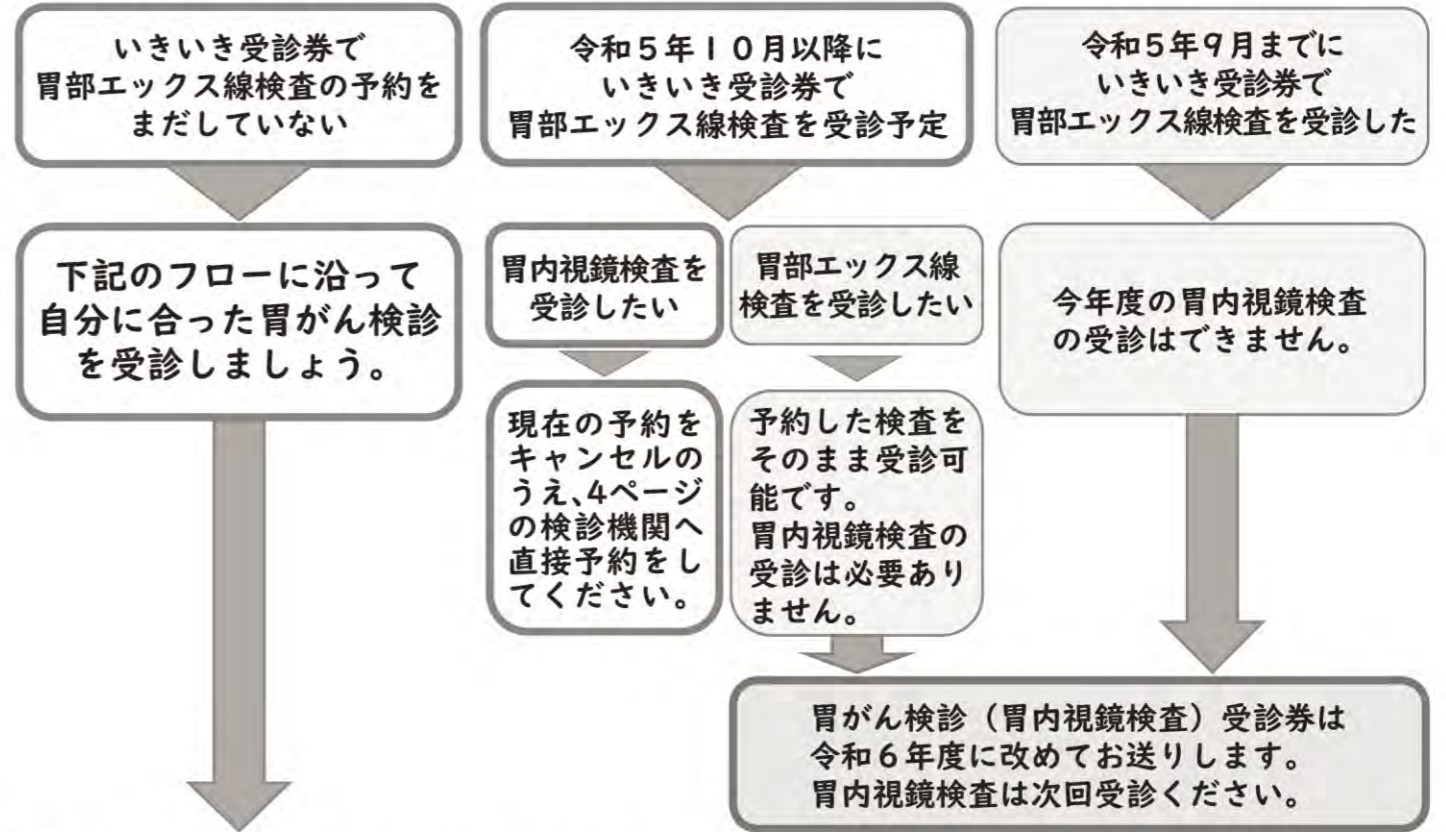 いきいき受診券で
胃部エックス線検査の予約を
まだしていない
令和5年10月以降に
いきいき受診券で
胃部エックス線検査を受診予定
令和5年9月までに
いきいき受診券で
胃部エックス線検査を受診した
下記のフローに沿って
自分に合った胃がん検診
を受診しましょう。
胃内視鏡検査を
受診したい
胃部エックス線
検査を受診したい
今年度の胃内視鏡検査
の受診はできません。
現在の予約を
キャンセルの
うえ、4ページ
の検診機関へ
直接予約をし
てください。
予約した検査を
そのまま受診可
能です。
胃内視鏡検査の
受診は必要あり
ません。
胃がん検診（胃内視鏡検査）受診券は
令和6年度に改めてお送りします。
胃内視鏡検査は次回受診ください。